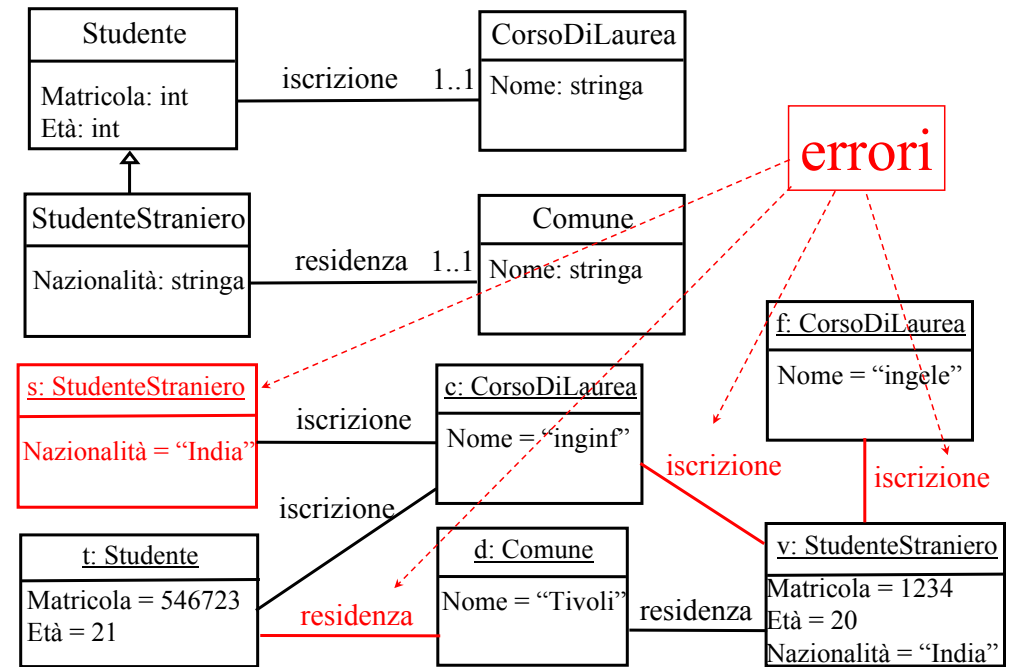 Studente
Matricola: int
Età: int
iscrizione
1..1
CorsoDiLaurea
Nome: stringa
errori
StudenteStraniero
Nazionalità: stringa
residenza
1..1
Comune
Nome: stringa
f: CorsoDiLaurea
Nome = “ingele”
s: StudenteStraniero
Nazionalità = “India”
iscrizione
c: CorsoDiLaurea
Nome = “inginf”
iscrizione
iscrizione
iscrizione
t: Studente
Matricola = 546723
Età = 21
residenza
d: Comune
Nome = “Tivoli”
residenza
v: StudenteStraniero
Matricola = 1234
Età = 20
Nazionalità = “India”